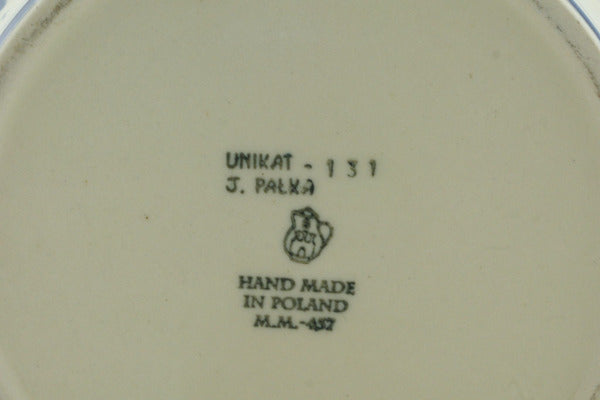 UNIKAT - 131
J. PAŁKA
HAND MADE
IN POLAND
M.M.-457